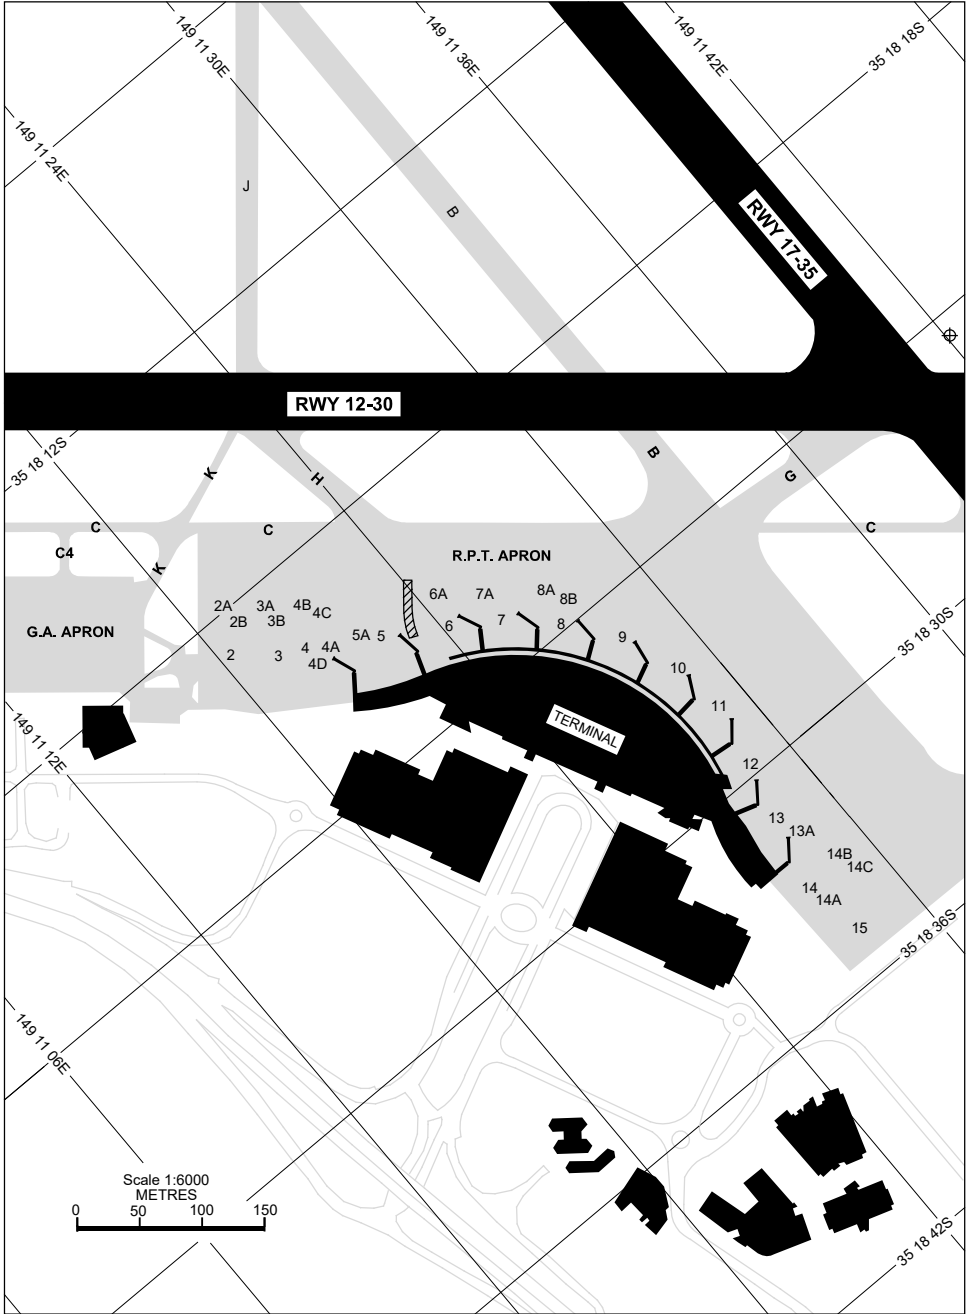 149 11 30E
149 11 36E
149 11 42E
35 18 18S
149 11 24E
J
B
RWY 17-35
RWY 12-30
35 18 12S
K
H
B
G
C
C
C
C4
K
R.P.T. APRON
G.A. APRON
2A
3A
4B
4C
2B
3B
6A
7A
8A
8B
6
7
8
5A
5
9
35 18 30S
2
3
4
4A
4D
10
11
149 11 12E
TERMINAL
12
13
13A
14B
14C
14
14A
15
35 18 36S
149 11 06E
Scale 1:6000
METRES
0 50 100 150
35 18 42S